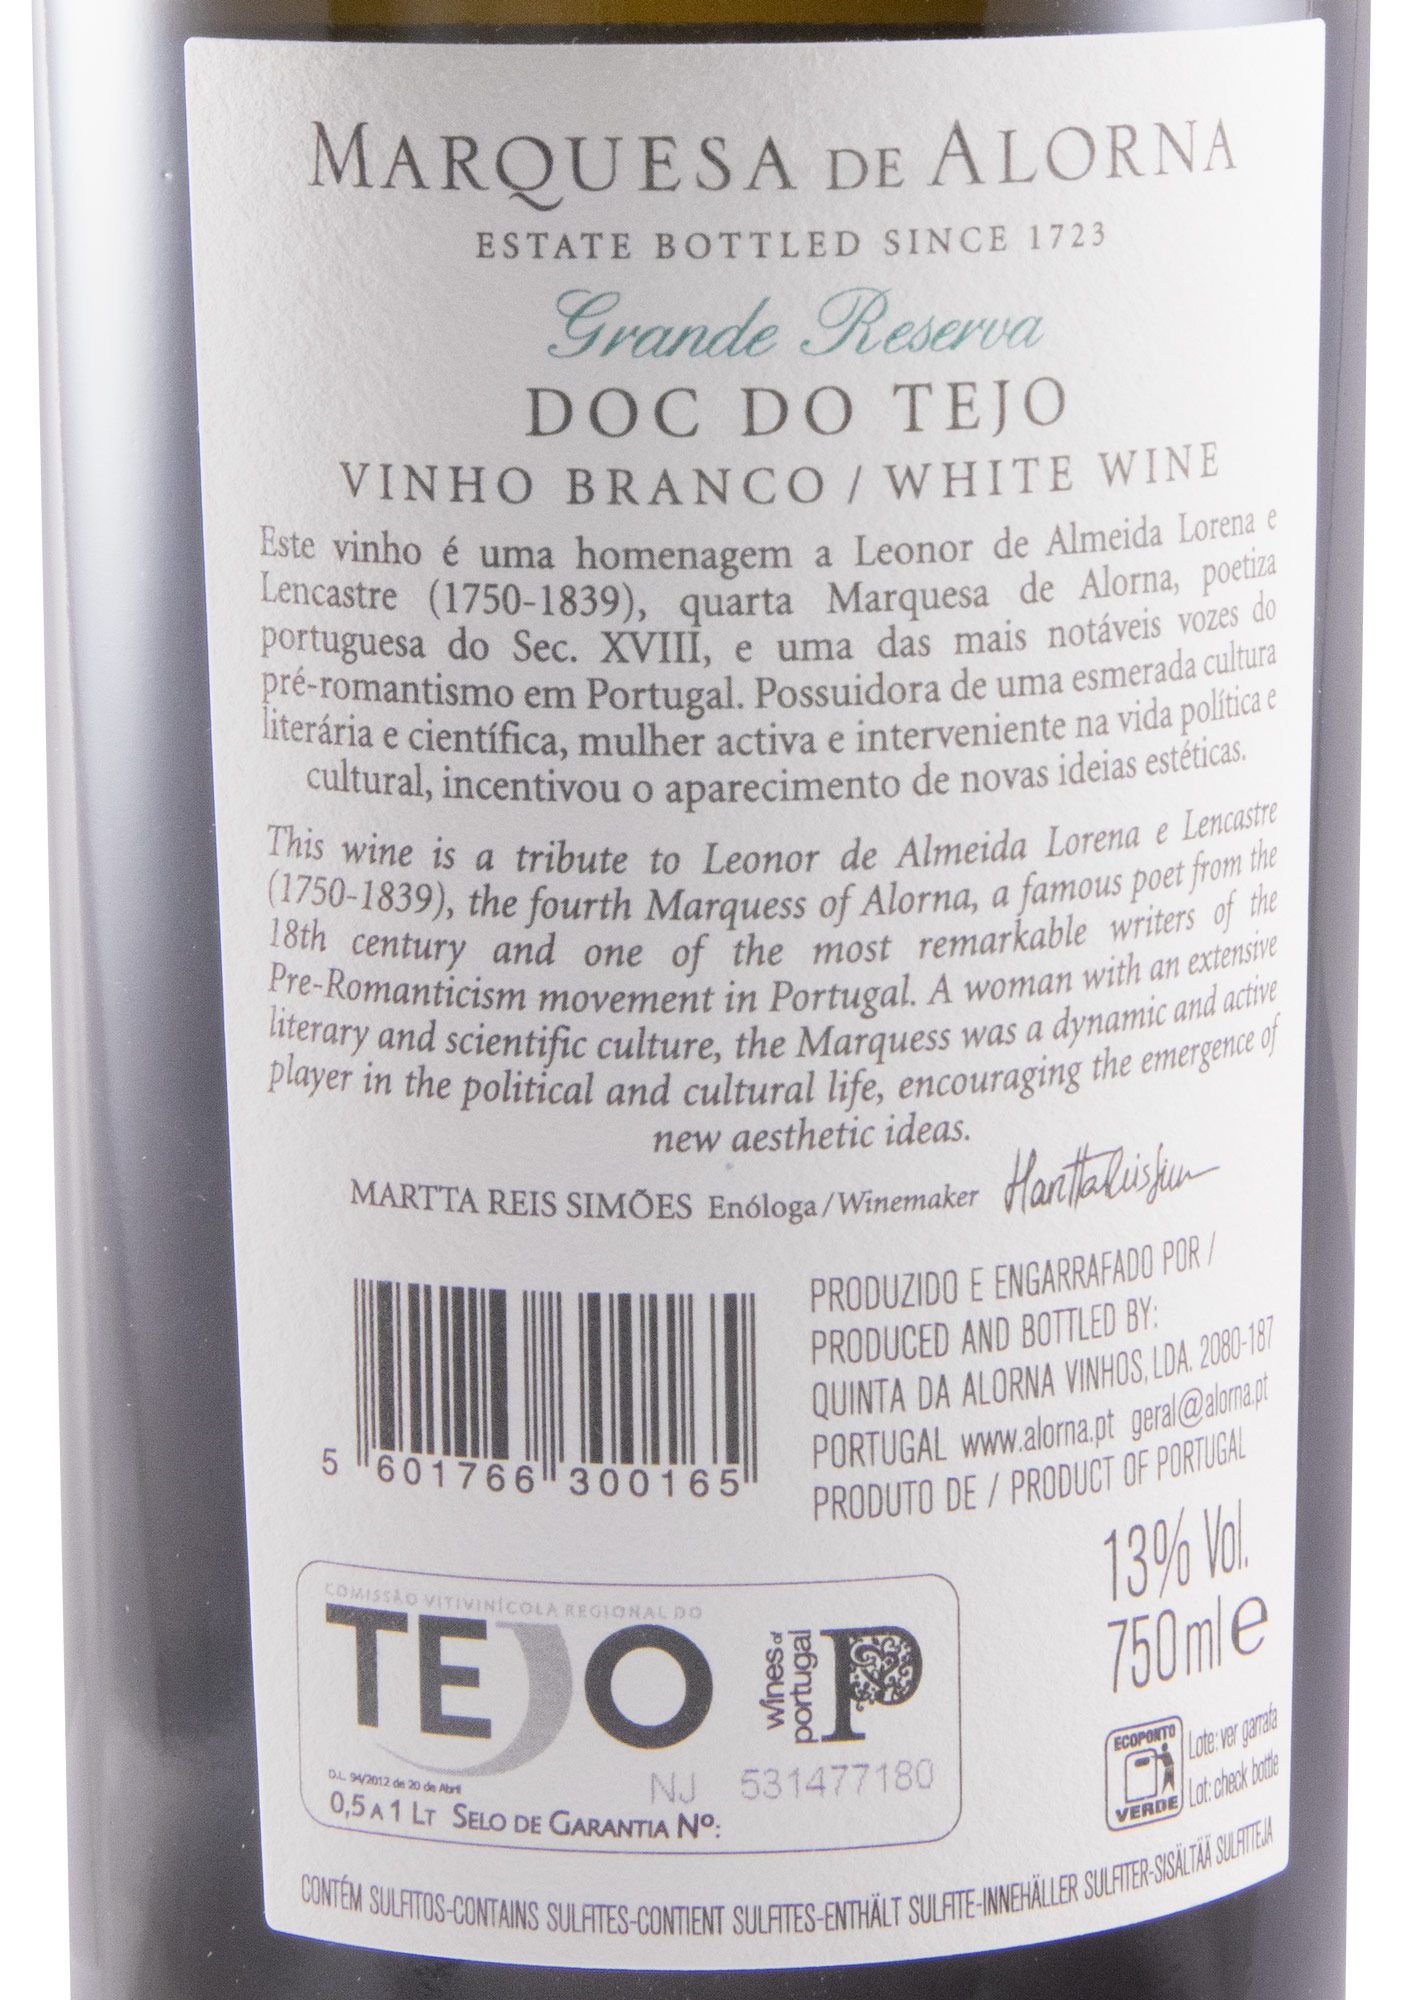 MARQUESA DE ALORNA
ESTATE BOTTLED SINCE 1723
Grande Reserva
DOC DO TEJO
VINHO BRANCO / WHITE WINE
Este vinho é uma homenagem a Leonor de Almeida Lorena e
Lencastre (1750-1839), quarta Marquesa de Alorna, poetiza
portuguesa do Sec. XVIII, e uma das mais notáveis vozes do
pré-romantismo em Portugal. Possuidora de uma esmerada cultura
literária e científica, mulher activa e interveniente na vida política e
cultural, incentivou o aparecimento de novas ideias estéticas.
This wine is a tribute to Leonor de Almeida Lorena e Lencastre
(1750-1839), the fourth Marquess of Alorna, a famous poet from the
18th century and one of the most remarkable writers of the
Pre-Romanticism movement in Portugal. A woman with an extensive
literary and scientific culture, the Marquess was a dynamic and active
player in the political and cultural life, encouraging the emergence of
new aesthetic ideas.
MARTTA REIS SIMÕES Enóloga/Winemaker
PRODUZIDO E ENGARRAFADO POR /
PRODUCED AND BOTTLED BY:
QUINTA DA ALORNA VINHOS, LDA. 2080-187
PORTUGAL www.alorna.pt geral@alorna.pt
PRODUTO DE / PRODUCT OF PORTUGAL
5 601766 300165
13% Vol.
750ml e
COMISSÃO VITIVINÍCOLA REGIONAL DO
TEJO
wines of
portugal
P
D.L. 94/2012 de 20 de Abril
NJ 531477180
0,5 A 1 LT SELO DE GARANTIA Nº:
ECOPONTO
VERDE
Lote: ver garrafa
Lot: check bottle
CONTÉM SULFITOS-CONTAINS SULFITES-CONTIENT SULFITES-ENTHÄLT SULFITE-INNEHÄLLER SULFITER-SISÄLTÄÄ SULFIITTEJA